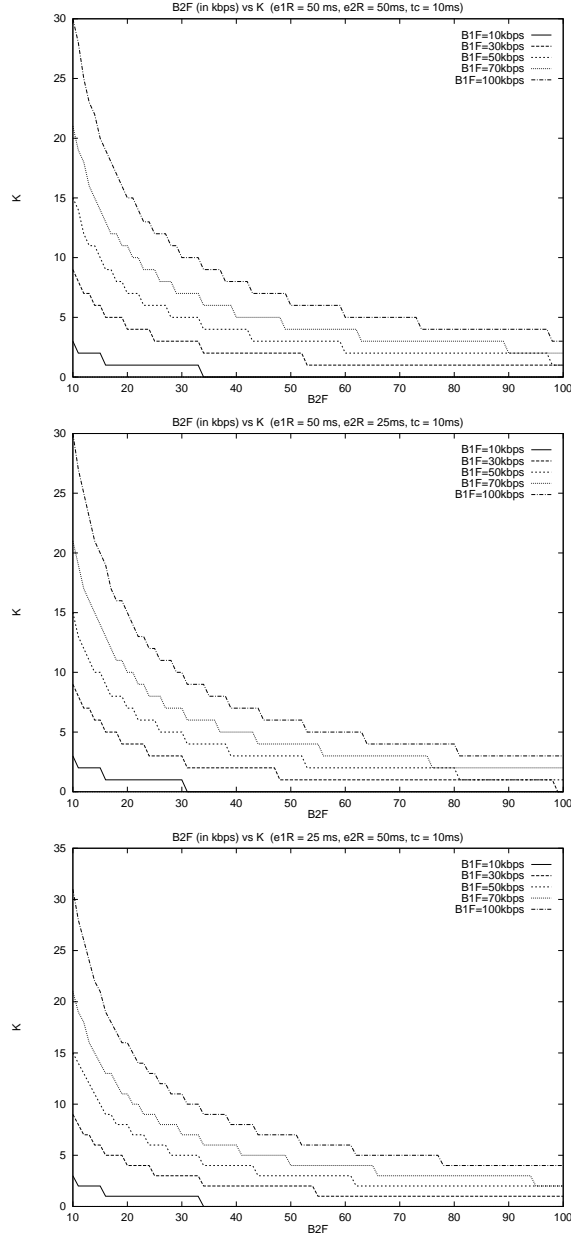 B2F (in kbps) vs K (e1R = 50 ms, e2R = 50ms, tc = 10ms)
30
25
20
15
10
5
0
K
B1F=10kbps
B1F=30kbps
B1F=50kbps
B1F=70kbps
B1F=100kbps
10 20 30 40 50 60 70 80 90 100
B2F
B2F (in kbps) vs K (e1R = 50 ms, e2R = 25ms, tc = 10ms)
30
25
20
15
10
5
0
K
B1F=10kbps
B1F=30kbps
B1F=50kbps
B1F=70kbps
B1F=100kbps
10 20 30 40 50 60 70 80 90 100
B2F
B2F (in kbps) vs K (e1R = 25 ms, e2R = 50ms, tc = 10ms)
35
30
25
20
15
10
5
0
K
B1F=10kbps
B1F=30kbps
B1F=50kbps
B1F=70kbps
B1F=100kbps
10 20 30 40 50 60 70 80 90 100
B2F